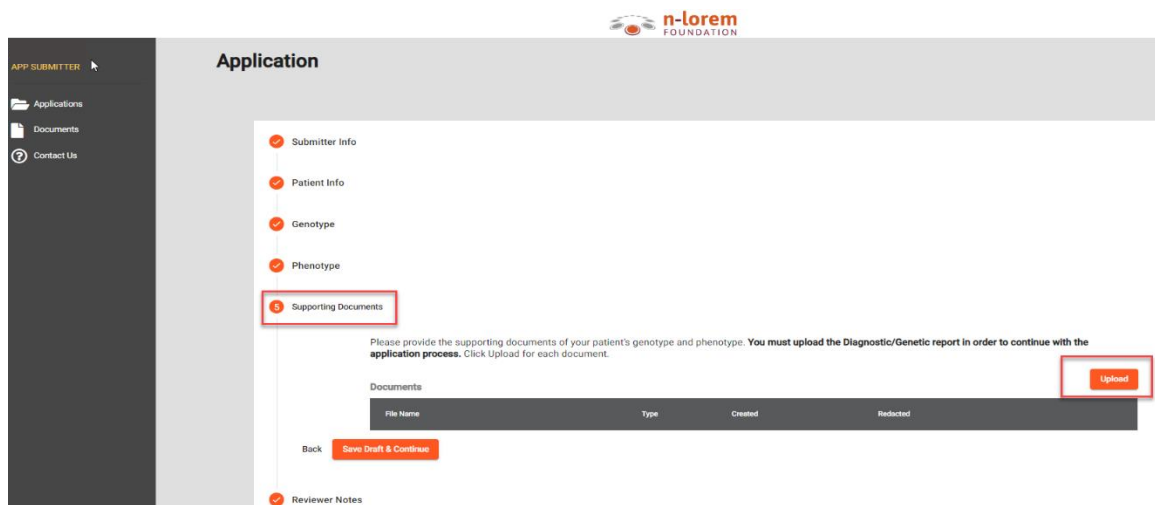 n-lorem
FOUNDATION
APP SUBMITTER
Applications
Documents
Contact Us
Application
Submitter Info
Patient Info
Genotype
Phenotype
5 Supporting Documents
Please provide the supporting documents of your patient's genotype and phenotype. You must upload the Diagnostic/Genetic report in order to continue with the
application process. Click Upload for each document.
Upload
Documents
File Name Type Created Redacted
Back Save Draft & Continue
Reviewer Notes